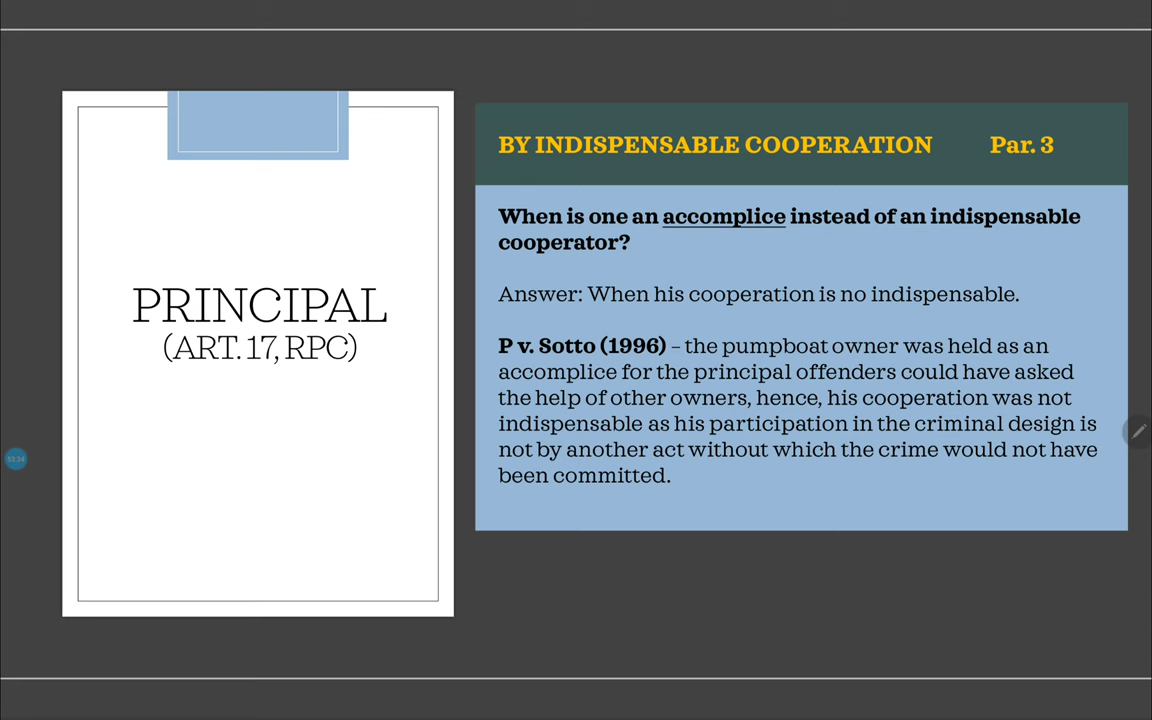 PRINCIPAL
(ART. 17, RPC)
BY INDISPENSABLE COOPERATION Par. 3
When is one an accomplice instead of an indispensable
cooperator?
Answer: When his cooperation is no indispensable.
P v. Sotto (1996) – the pumpboat owner was held as an
accomplice for the principal offenders could have asked
the help of other owners, hence, his cooperation was not
indispensable as his participation in the criminal design is
not by another act without which the crime would not have
been committed.